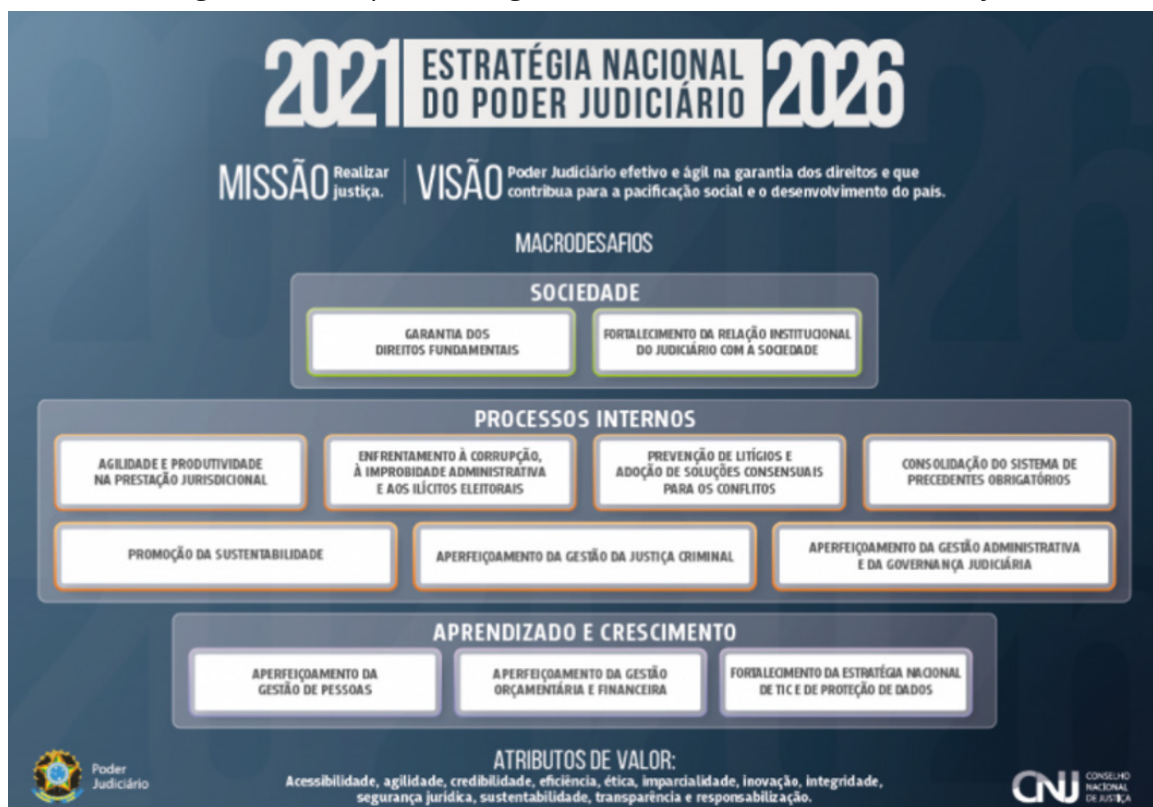 2021 ESTRATÉGIA NACIONAL DO PODER JUDICIÁRIO 2026
MISSÃO Realizar justiça.
VISÃO Poder Judiciário efetivo e ágil na garantia dos direitos e que
contribua para a pacificação social e o desenvolvimento do país.
MACRODESAFIOS
SOCIEDADE
GARANTIA DOS
DIREITOS FUNDAMENTAIS
FORTALECIMENTO DA RELAÇÃO INSTITUCIONAL
DO JUDICIÁRIO COM A SOCIEDADE
PROCESSOS INTERNOS
AGILIDADE E PRODUTIVIDADE
NA PRESTAÇÃO JURISDICIONAL
ENFRENTAMENTO À CORRUPÇÃO,
À IMPROBIDADE ADMINISTRATIVA
E AOS ILÍCITOS ELEITORAIS
PREVENÇÃO DE LITÍGIOS E
ADOÇÃO DE SOLUÇÕES CONSENSUAIS
PARA OS CONFLITOS
CONSOLIDAÇÃO DO SISTEMA DE
PRECEDENTES OBRIGATÓRIOS
PROMOÇÃO DA SUSTENTABILIDADE
APERFEIÇOAMENTO DA GESTÃO DA JUSTIÇA CRIMINAL
APERFEIÇOAMENTO DA GESTÃO ADMINISTRATIVA
E DA GOVERNANÇA JUDICIÁRIA
APRENDIZADO E CRESCIMENTO
APERFEIÇOAMENTO DA
GESTÃO DE PESSOAS
APERFEIÇOAMENTO DA GESTÃO
ORÇAMENTÁRIA E FINANCEIRA
FORTALECIMENTO DA ESTRATÉGIA NACIONAL
DE TIC E DE PROTEÇÃO DE DADOS
ATRIBUTOS DE VALOR:
Acessibilidade, agilidade, credibilidade, eficiência, ética, imparcialidade, inovação, integridade,
segurança jurídica, sustentabilidade, transparência e responsabilização.
Poder
Judiciário
CNJ CONSELHO
NACIONAL
DE JUSTIÇA